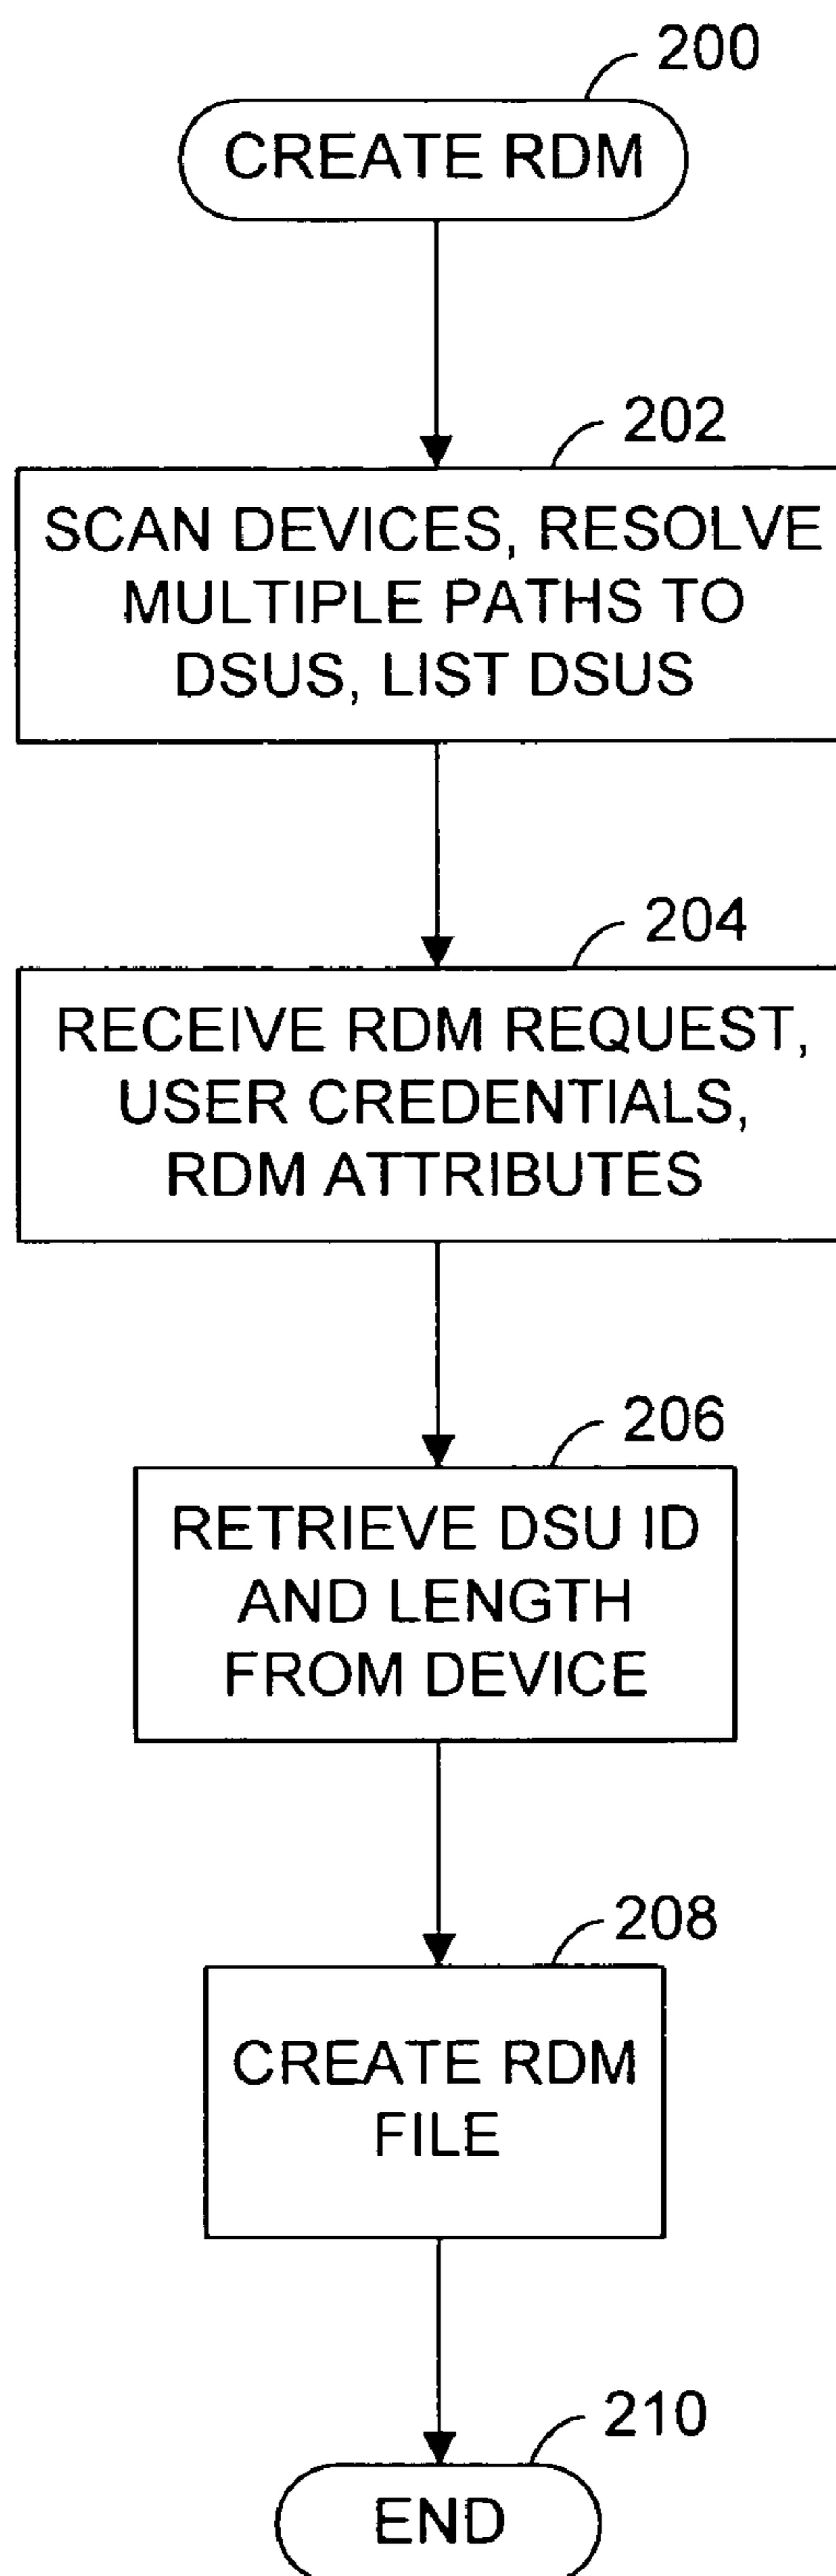 200
CREATE RDM
202
SCAN DEVICES, RESOLVE
MULTIPLE PATHS TO
DSUS, LIST DSUS
204
RECEIVE RDM REQUEST,
USER CREDENTIALS,
RDM ATTRIBUTES
206
RETRIEVE DSU ID
AND LENGTH
FROM DEVICE
208
CREATE RDM
FILE
210
END